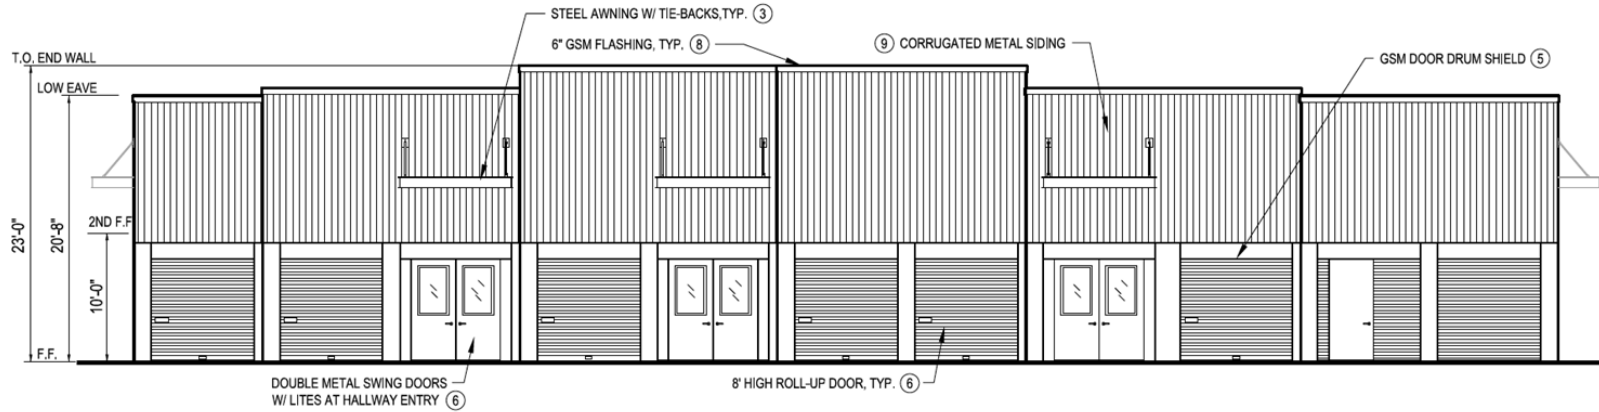 STEEL AWNING W/ TIE-BACKS,TYP. 3
6" GSM FLASHING, TYP. 8
9 CORRUGATED METAL SIDING
GSM DOOR DRUM SHIELD 5
T.O. END WALL
LOW EAVE
23'-0"
20'-8"
2ND F.F
10'-0"
F.F.
DOUBLE METAL SWING DOORS
W/ LITES AT HALLWAY ENTRY 6
8' HIGH ROLL-UP DOOR, TYP. 6